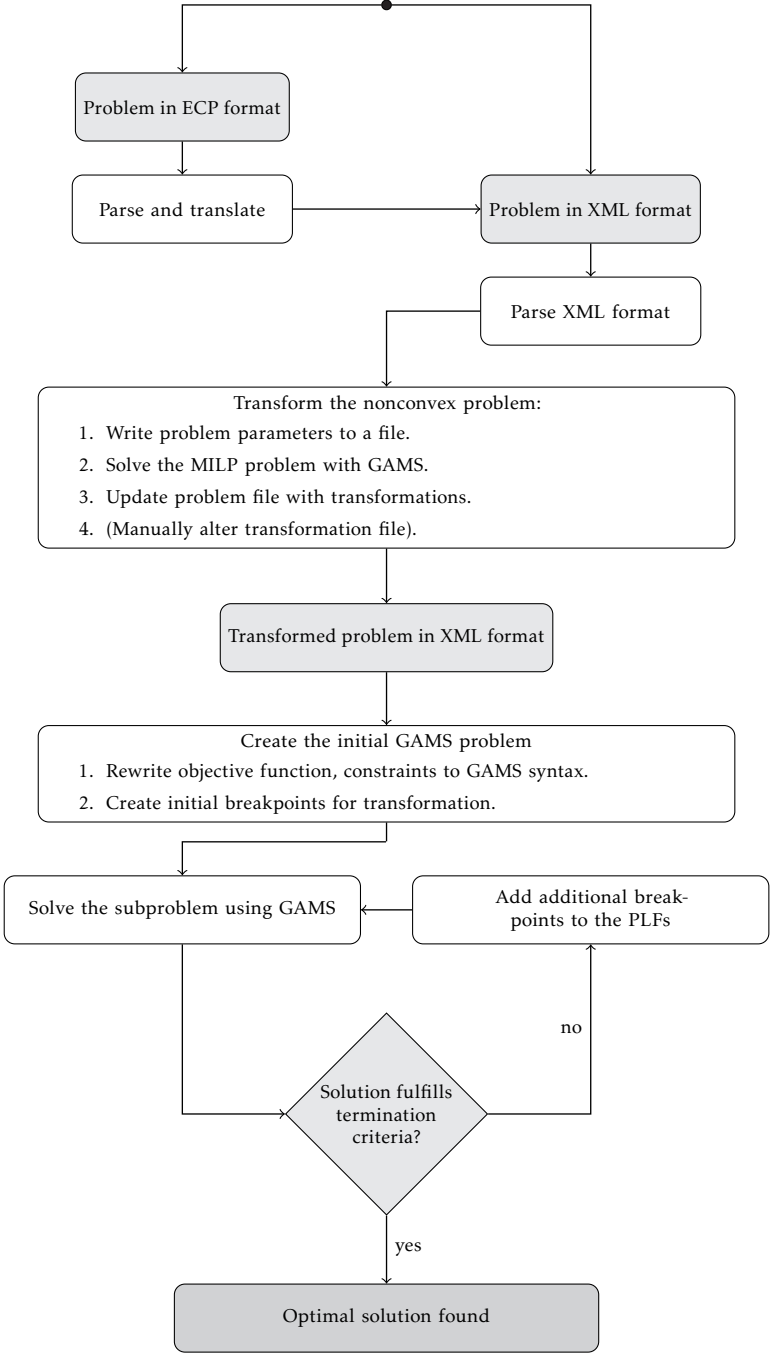 Problem in ECP format
Parse and translate
Problem in XML format
Parse XML format
Transform the nonconvex problem:
1. Write problem parameters to a file.
2. Solve the MILP problem with GAMS.
3. Update problem file with transformations.
4. (Manually alter transformation file).
Transformed problem in XML format
Create the initial GAMS problem
1. Rewrite objective function, constraints to GAMS syntax.
2. Create initial breakpoints for transformation.
Solve the subproblem using GAMS
Add additional break-
points to the PLFs
no
Solution fulfills
termination
criteria?
yes
Optimal solution found